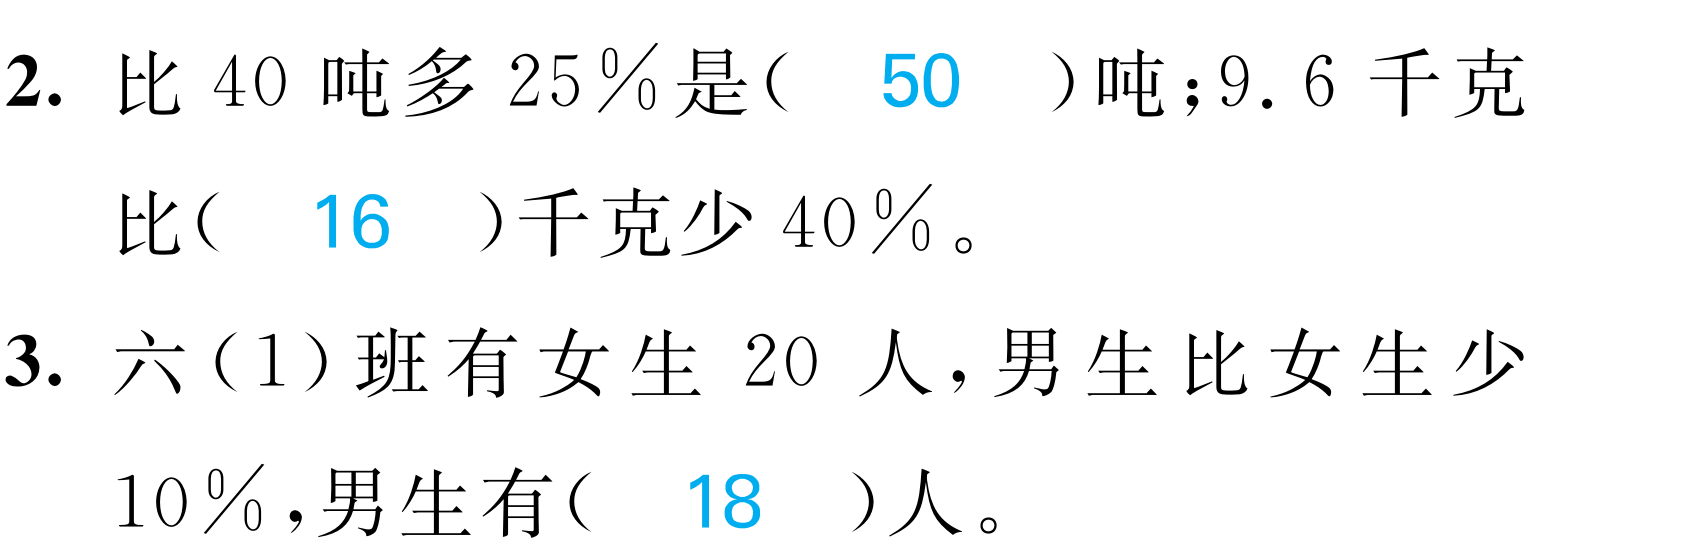 2. 比 40 吨多 25%是( 50 )吨;9.6 千克
比( 16 )千克少 40%。
3. 六(1)班有女生 20 人,男生比女生少
10%,男生有( 18 )人。